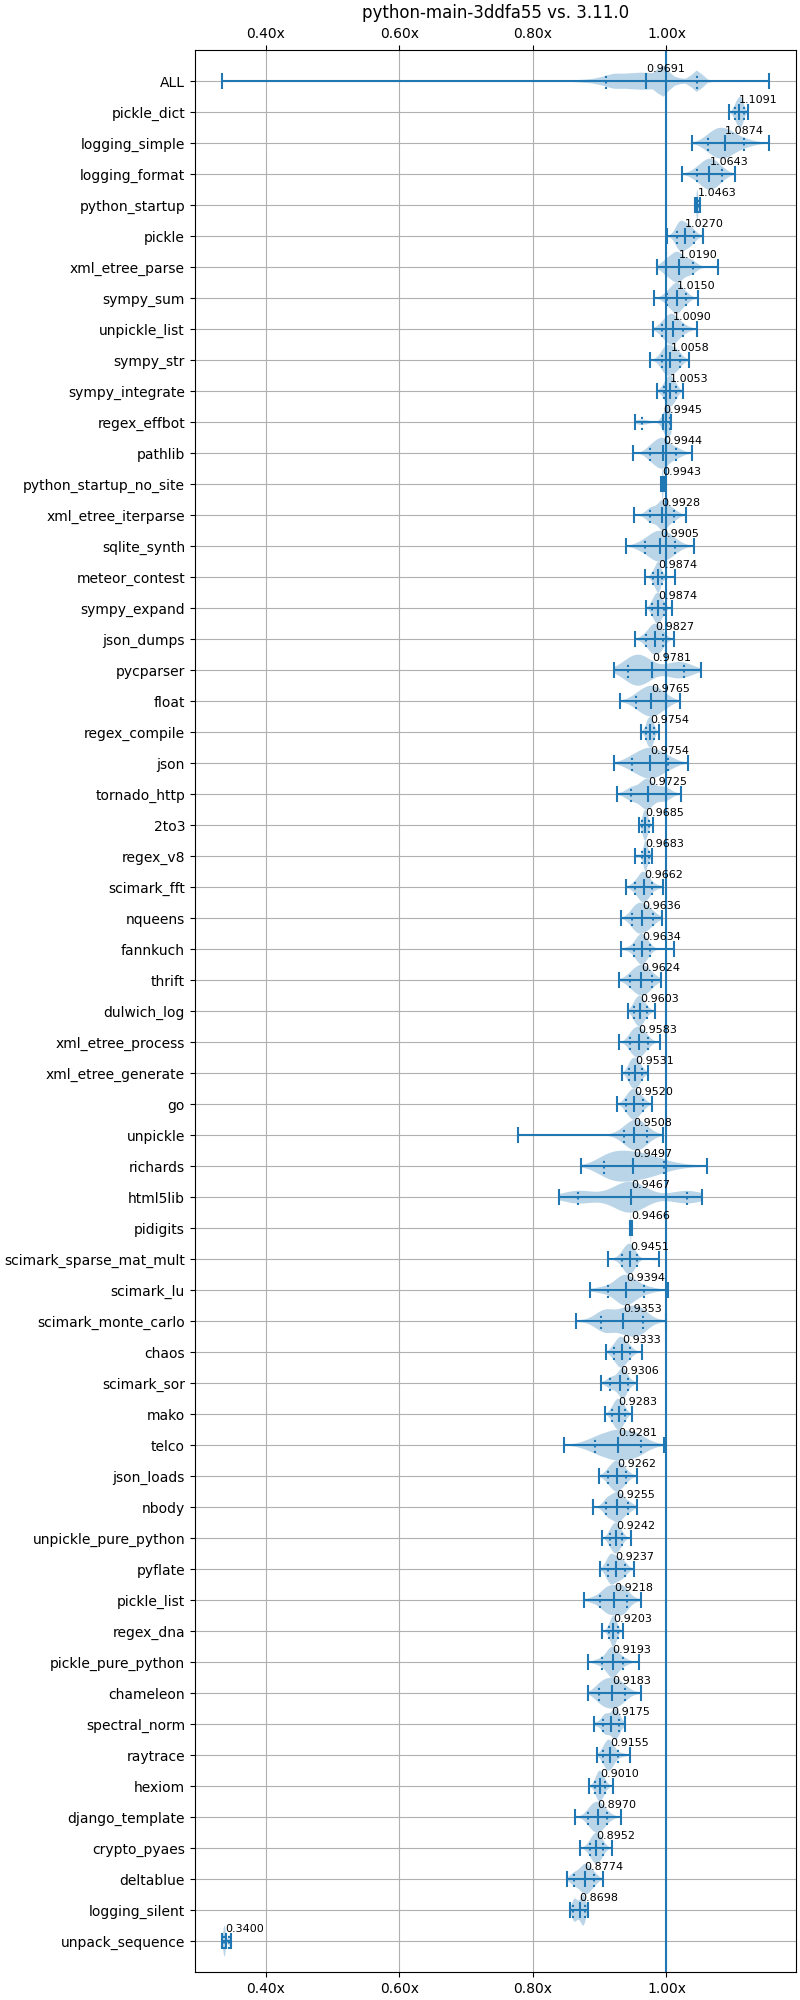 python-main-3ddfa55 vs. 3.11.0
0.40x 0.60x 0.80x 1.00x
ALL 0.9691
pickle_dict 1.1091
logging_simple 1.0874
logging_format 1.0643
python_startup 1.0463
pickle 1.0270
xml_etree_parse 1.0190
sympy_sum 1.0150
unpickle_list 1.0090
sympy_str 1.0058
sympy_integrate 1.0053
regex_effbot 0.9945
pathlib 0.9944
python_startup_no_site 0.9943
xml_etree_iterparse 0.9928
sqlite_synth 0.9905
meteor_contest 0.9874
sympy_expand 0.9874
json_dumps 0.9827
pycparser 0.9781
float 0.9765
regex_compile 0.9754
json 0.9754
tornado_http 0.9725
2to3 0.9685
regex_v8 0.9683
scimark_fft 0.9662
nqueens 0.9636
fannkuch 0.9634
thrift 0.9624
dulwich_log 0.9603
xml_etree_process 0.9583
xml_etree_generate 0.9531
go 0.9520
unpickle 0.9508
richards 0.9497
html5lib 0.9467
pidigits 0.9466
scimark_sparse_mat_mult 0.9451
scimark_lu 0.9394
scimark_monte_carlo 0.9353
chaos 0.9333
scimark_sor 0.9306
mako 0.9283
telco 0.9281
json_loads 0.9262
nbody 0.9255
unpickle_pure_python 0.9242
pyflate 0.9237
pickle_list 0.9218
regex_dna 0.9203
pickle_pure_python 0.9193
chameleon 0.9183
spectral_norm 0.9175
raytrace 0.9155
hexiom 0.9010
django_template 0.8970
crypto_pyaes 0.8952
deltablue 0.8774
logging_silent 0.8698
unpack_sequence 0.3400
0.40x 0.60x 0.80x 1.00x